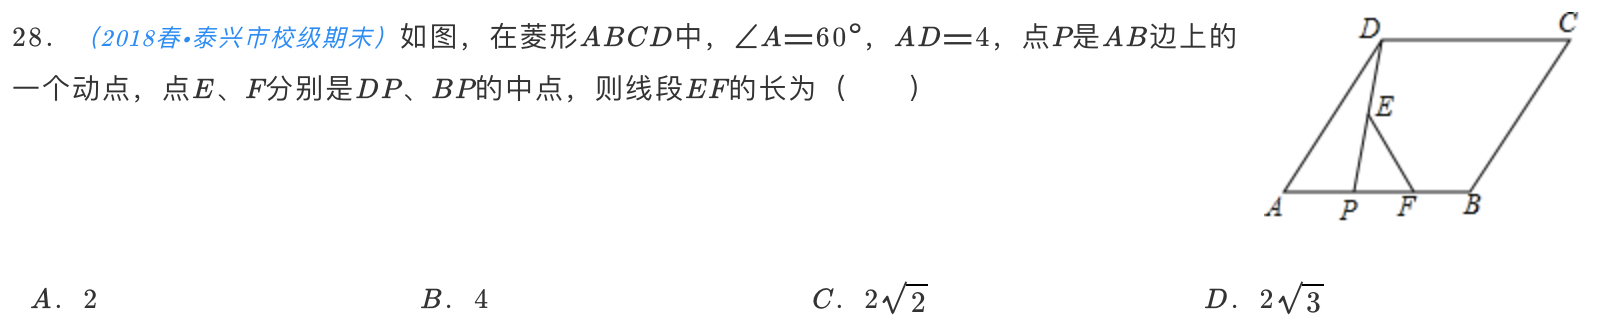 28. （2018春•泰兴市校级期末）如图，在菱形ABCD中，∠A=60°，AD=4，点P是AB边上的
一个动点，点E、F分别是DP、BP的中点，则线段EF的长为（　　）
D C
E
A P F B
A. 2 B. 4 C. 2√2 D. 2√3